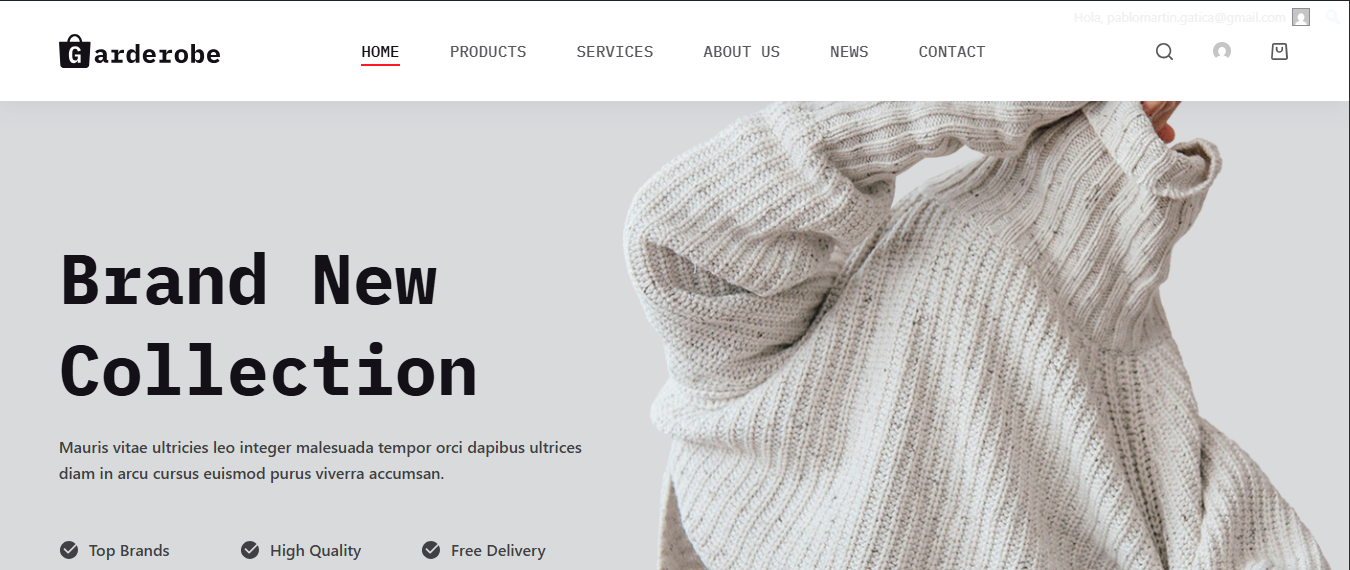 Hola, pablomartin.gatica@gmail.com
Garderobe
HOME PRODUCTS SERVICES ABOUT US NEWS CONTACT
Brand New
Collection
Mauris vitae ultricies leo integer malesuada tempor orci dapibus ultrices
diam in arcu cursus euismod purus viverra accumsan.
Top Brands High Quality Free Delivery